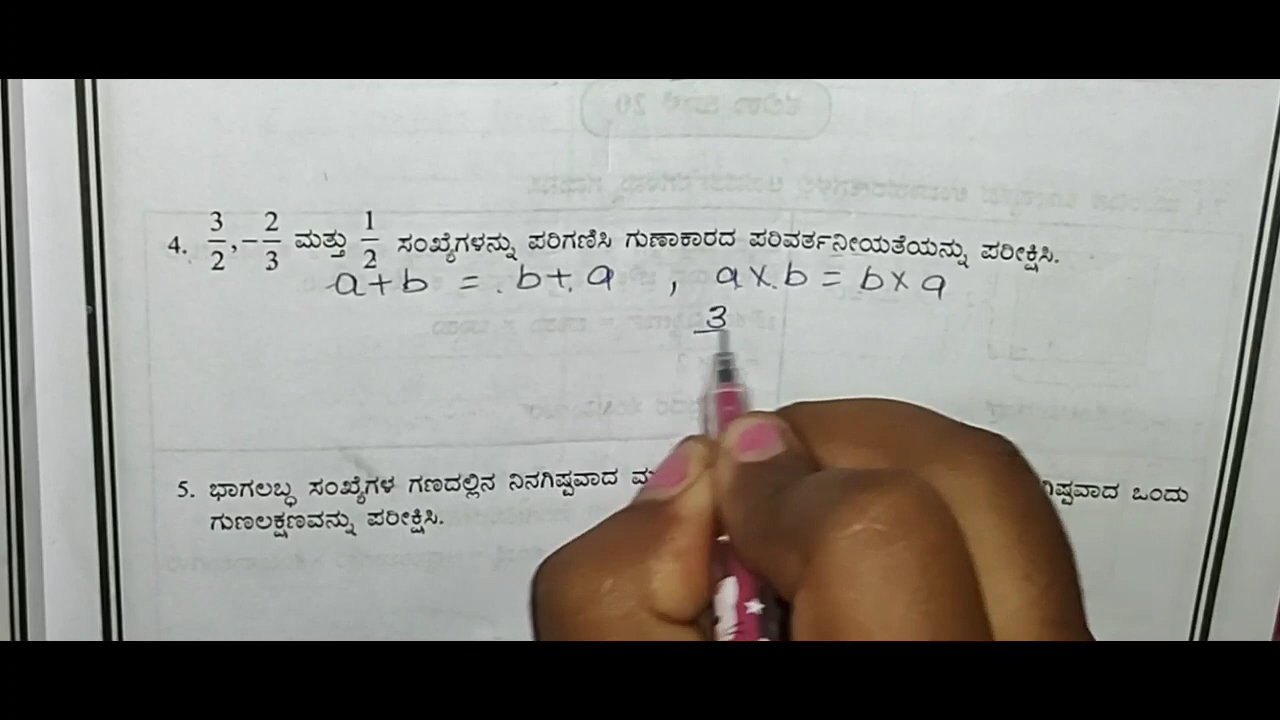 4. 3/2, -2/3 ಮತ್ತು 1/2 ಸಂಖ್ಯೆಗಳನ್ನು ಪರಿಗಣಿಸಿ ಗುಣಾಕಾರದ ಪರಿವರ್ತನೀಯತೆಯನ್ನು ಪರೀಕ್ಷಿಸಿ.
a+b = b+a , a×b = b×a
3
5. ಭಾಗಲಬ್ಧ ಸಂಖ್ಯೆಗಳ ಗಣದಲ್ಲಿನ ನಿನಗಿಷ್ಟವಾದ ಒಂದು
ಗುಣಲಕ್ಷಣವನ್ನು ಪರೀಕ್ಷಿಸಿ.